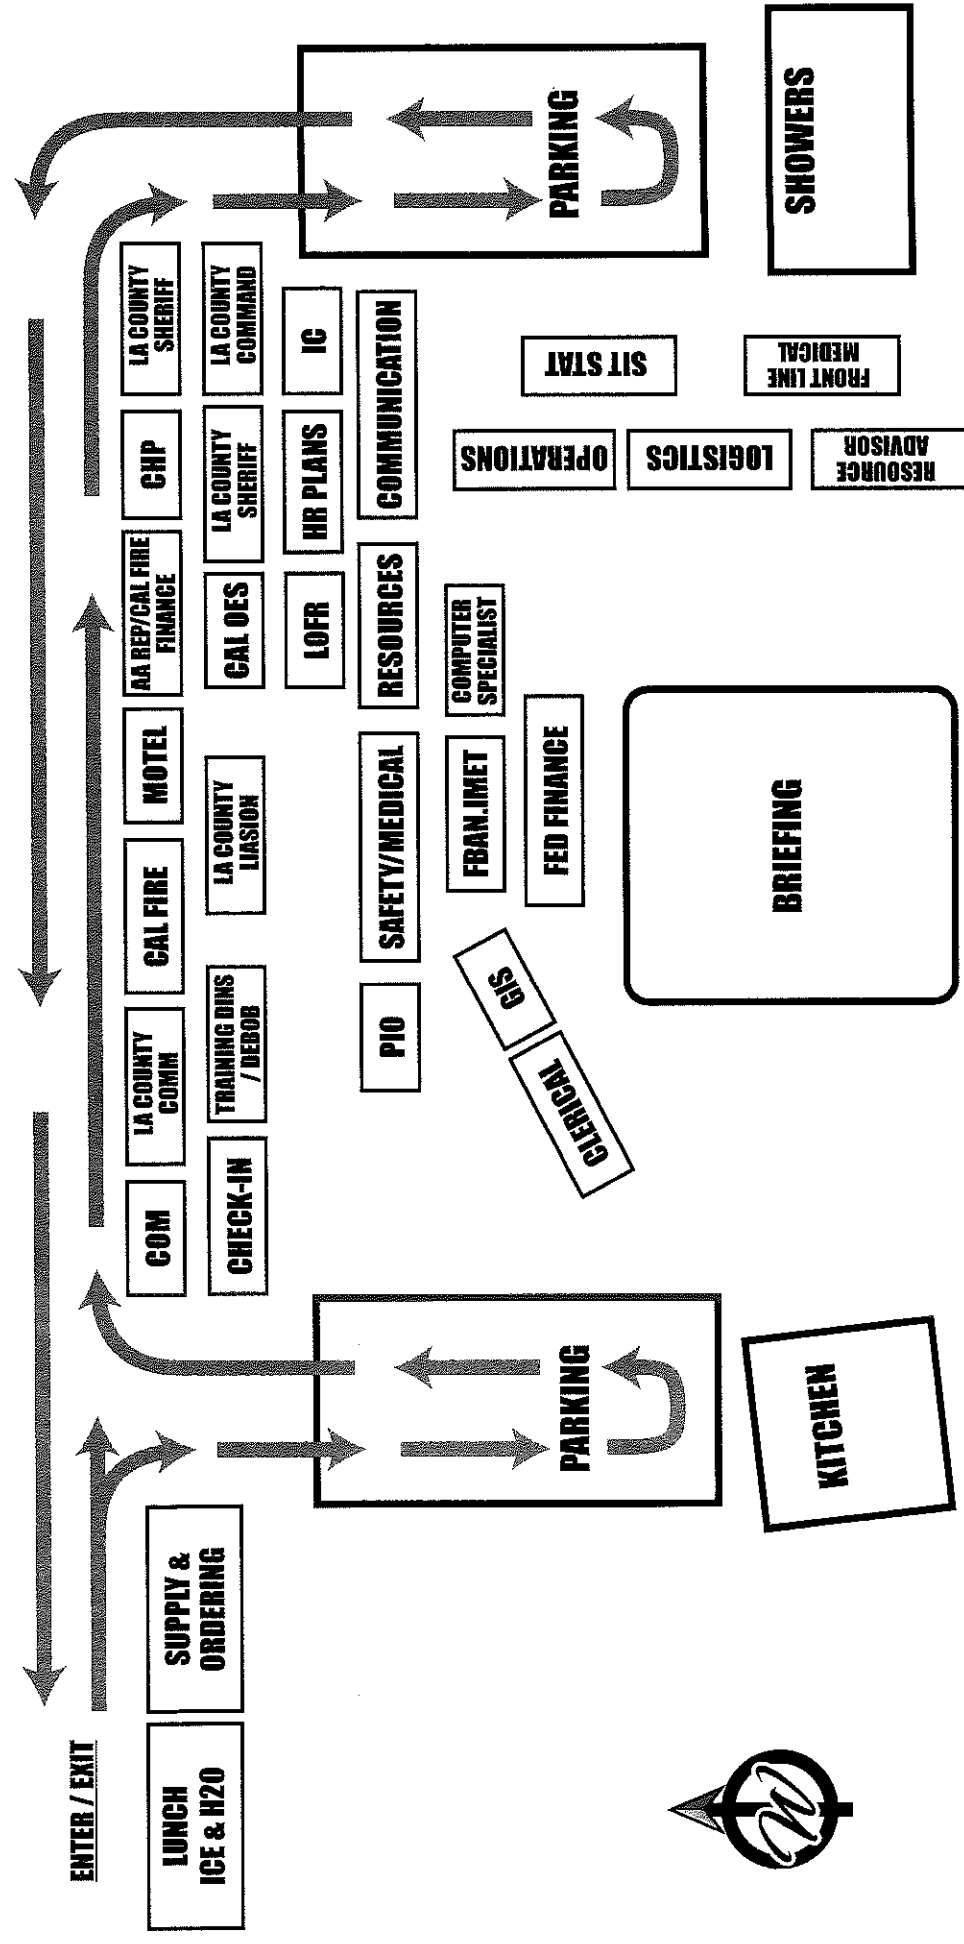 ENTER / EXIT
LUNCH
ICE & H20
SUPPLY &
ORDERING
PARKING
KITCHEN
COM
LA COUNTY
COMM
CAL FIRE
MOTEL
AA REP/CAL FIRE
FINANCE
CHP
LA COUNTY
SHERIFF
CHECK-IN
TRAINING DINS
/ DEBOB
LA COUNTY
LIASION
CAL OES
LA COUNTY
SHERIFF
LA COUNTY
COMMAND
LOFR
HR PLANS
IC
PIO
SAFETY/MEDICAL
RESOURCES
COMMUNICATION
CLERICAL
GIS
FBAN.IMET
COMPUTER
SPECIALIST
FED FINANCE
BRIEFING
OPERATIONS
LOGISTICS
RESOURCE
ADVISOR
SIT STAT
FRONT LINE
MEDICAL
PARKING
SHOWERS
N